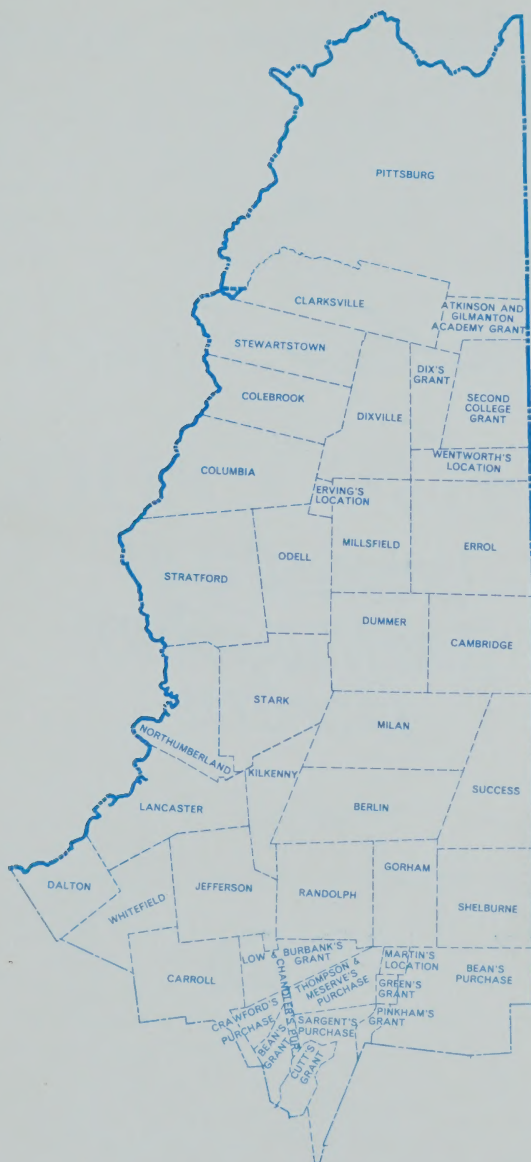 PITTSBURG
CLARKSVILLE
ATKINSON AND
GILMANTON
ACADEMY GRANT
STEWARTSTOWN
DIX'S
GRANT
COLEBROOK
SECOND
COLLEGE
GRANT
DIXVILLE
WENTWORTH'S
LOCATION
COLUMBIA
ERVING'S
LOCATION
ODELL
MILLSFIELD
ERROL
STRATFORD
DUMMER
CAMBRIDGE
STARK
MILAN
NORTHUMBERLAND
KILKENNY
SUCCESS
LANCASTER
BERLIN
DALTON
WHITEFIELD
JEFFERSON
RANDOLPH
GORHAM
SHELBURNE
CARROLL
LOW & BURBANK'S
GRANT
THOMPSON &
MESERVE'S
PURCHASE
MARTIN'S
LOCATION
BEAN'S
PURCHASE
GREEN'S
GRANT
CRAWFORD'S
PURCHASE
CHANDLER'S PUR.
BEAN'S
GRANT
SARGENT'S
PURCHASE
PINKHAM'S
GRANT
CUTT'S
GRANT